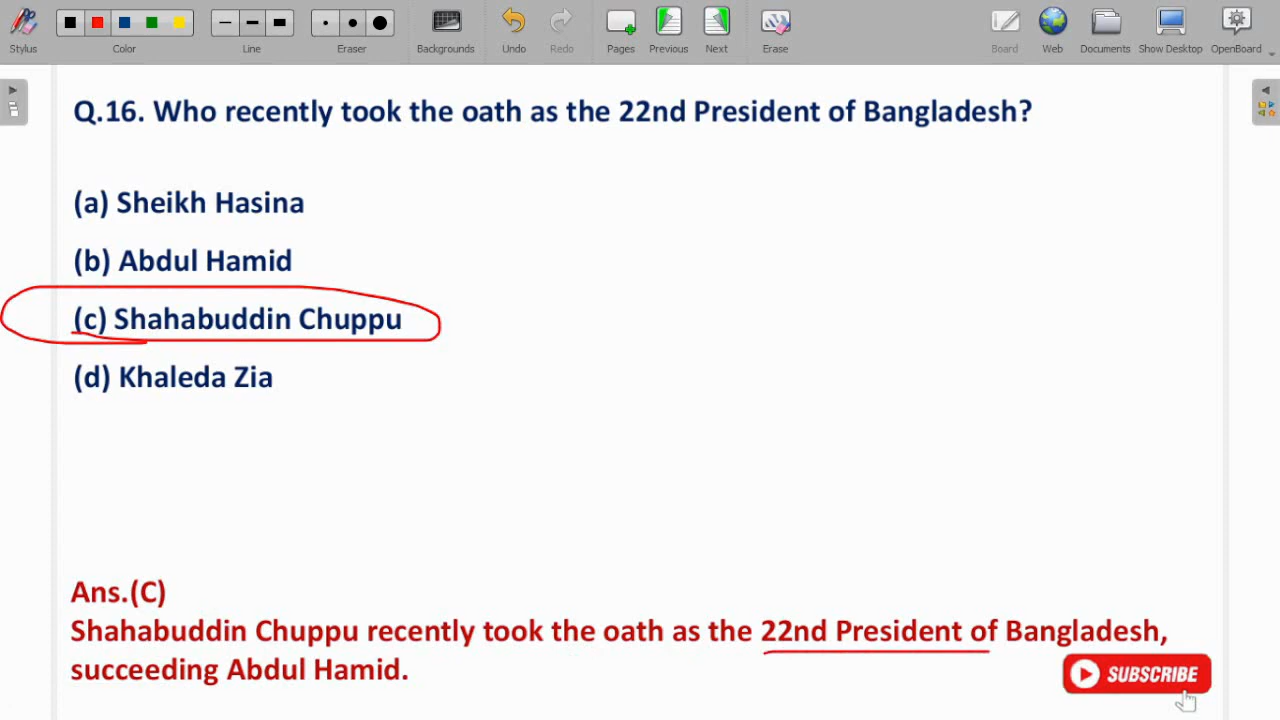 Stylus Color Line Eraser Backgrounds Undo Redo Pages Previous Next Erase Board Web Documents Show Desktop OpenBoard
Q.16. Who recently took the oath as the 22nd President of Bangladesh?
(a) Sheikh Hasina
(b) Abdul Hamid
(c) Shahabuddin Chuppu
(d) Khaleda Zia
Ans.(C)
Shahabuddin Chuppu recently took the oath as the 22nd President of Bangladesh,
succeeding Abdul Hamid.
SUBSCRIBE